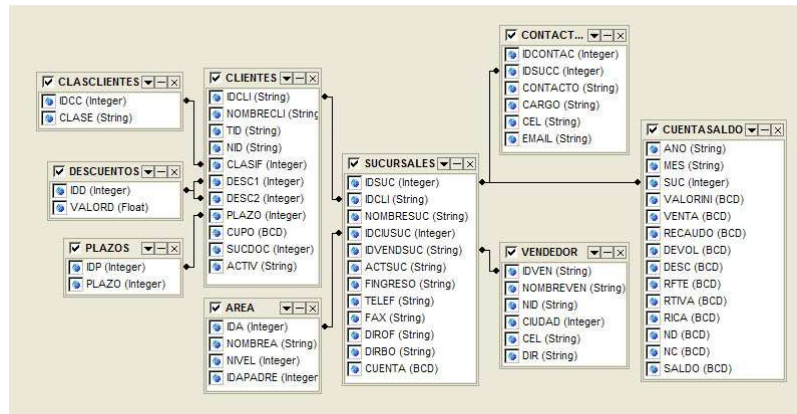 CLASCLIENTES
IDCC (Integer)
CLASE (String)
DESCUENTOS
IDD (Integer)
VALORD (Float)
PLAZOS
IDP (Integer)
PLAZO (Integer)
CLIENTES
IDCLI (String)
NOMBRECLI (String
TID (String)
NID (String)
CLASIF (Integer)
DESC1 (Integer)
DESC2 (Integer)
PLAZO (Integer)
CUPO (BCD)
SUCDOC (Integer)
ACTIV (String)
AREA
IDA (Integer)
NOMBREA (String)
NIVEL (Integer)
IDAPADRE (Integer
SUCURSALES
IDSUC (Integer)
IDCLI (String)
NOMBRESUC (String)
IDCIUSUC (Integer)
IDVENDSUC (String)
ACTSUC (String)
FINGRESO (String)
TELEF (String)
FAX (String)
DIROF (String)
DIRBO (String)
CUENTA (BCD)
CONTACT...
IDCONTAC (Integer)
IDSUCC (Integer)
CONTACTO (String)
CARGO (String)
CEL (String)
EMAIL (String)
VENDEDOR
IDVEN (String)
NOMBREVEN (String)
NID (String)
CIUDAD (Integer)
CEL (String)
DIR (String)
CUENTASALDO
ANO (String)
MES (String)
SUC (Integer)
VALORINI (BCD)
VENTA (BCD)
RECAUDO (BCD)
DEVOL (BCD)
DESC (BCD)
RFTE (BCD)
RTIVA (BCD)
RICA (BCD)
ND (BCD)
NC (BCD)
SALDO (BCD)